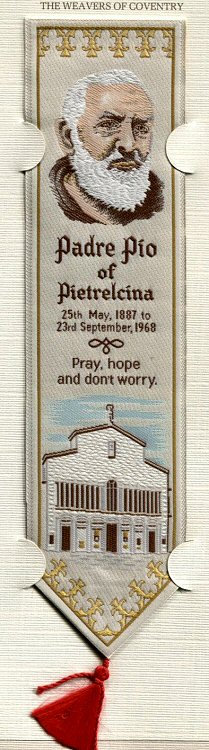 THE WEAVERS OF COVENTRY
Padre Pio
of
Pietrelcina
25th May, 1887 to
23rd September, 1968
Pray, hope
and don't worry.